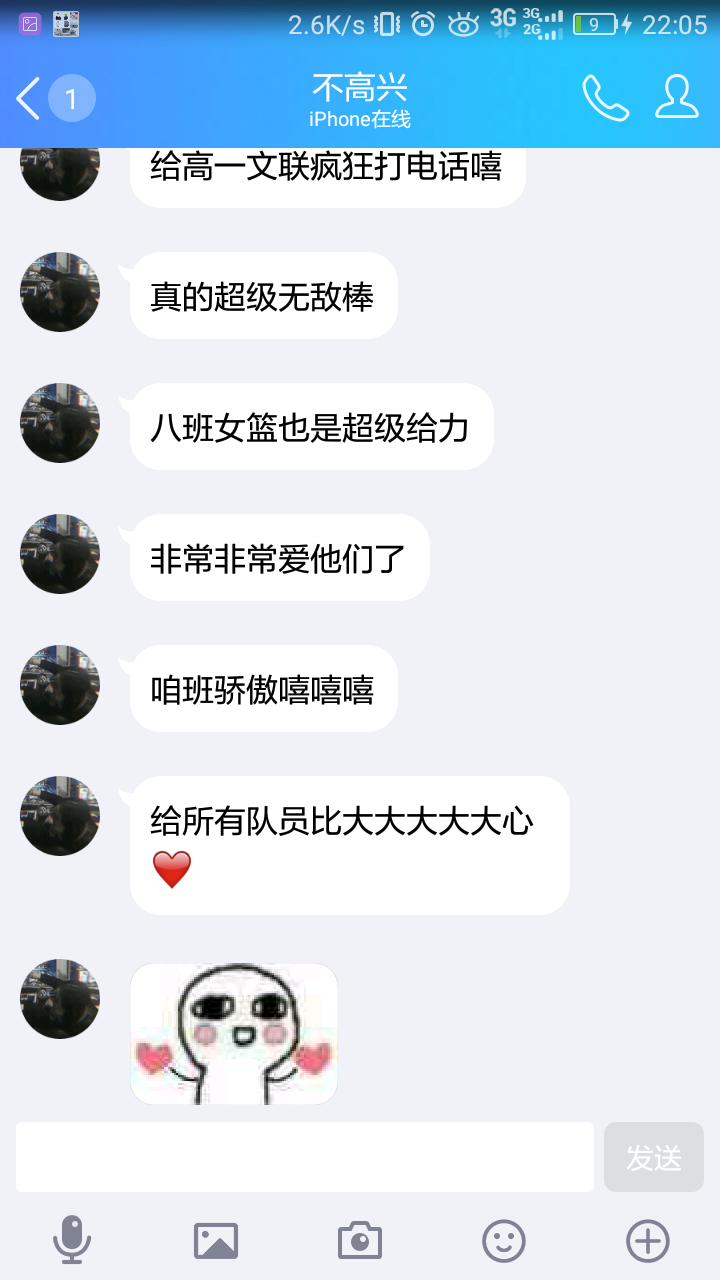 2.6K/s 3G 3G 2G 9 22:05
1
不高兴
iPhone在线
给高一文联疯狂打电话嘻
真的超级无敌棒
八班女篮也是超级给力
非常非常爱他们了
咱班骄傲嘻嘻嘻
给所有队员比大大大大大心
❤️
发送